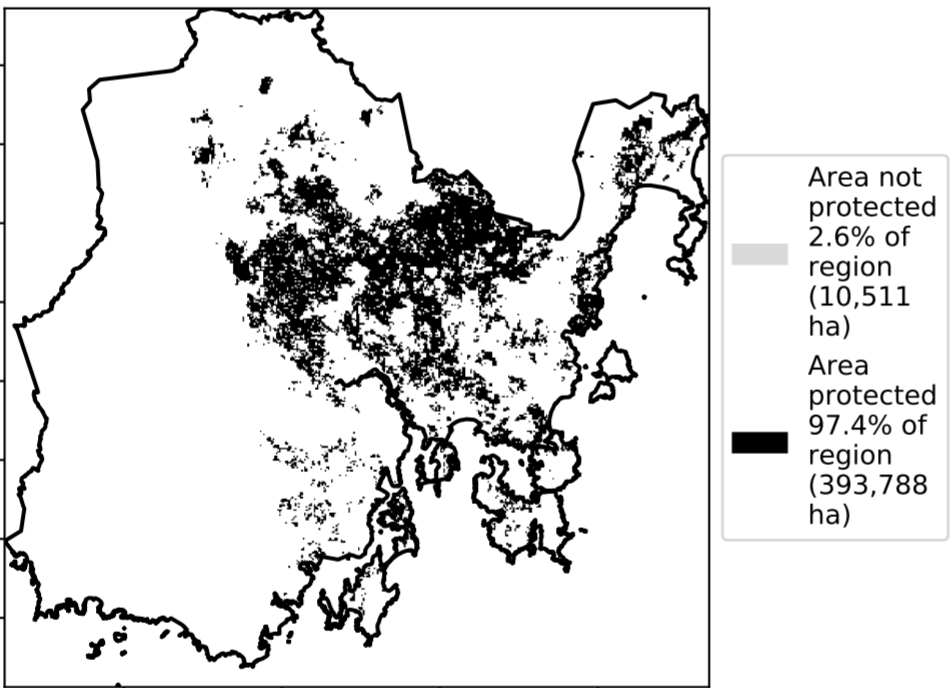 Area not
protected
2.6% of
region
(10,511
ha)
Area
protected
97.4% of
region
(393,788
ha)